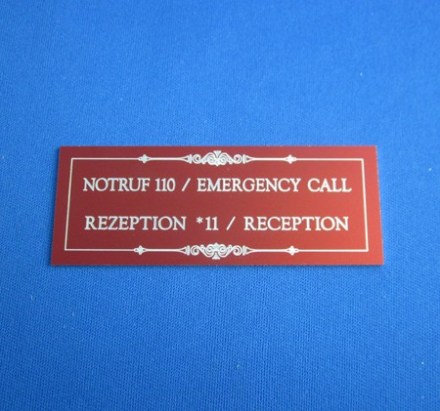 NOTRUF 110 / EMERGENCY CALL
REZEPTION *11 / RECEPTION